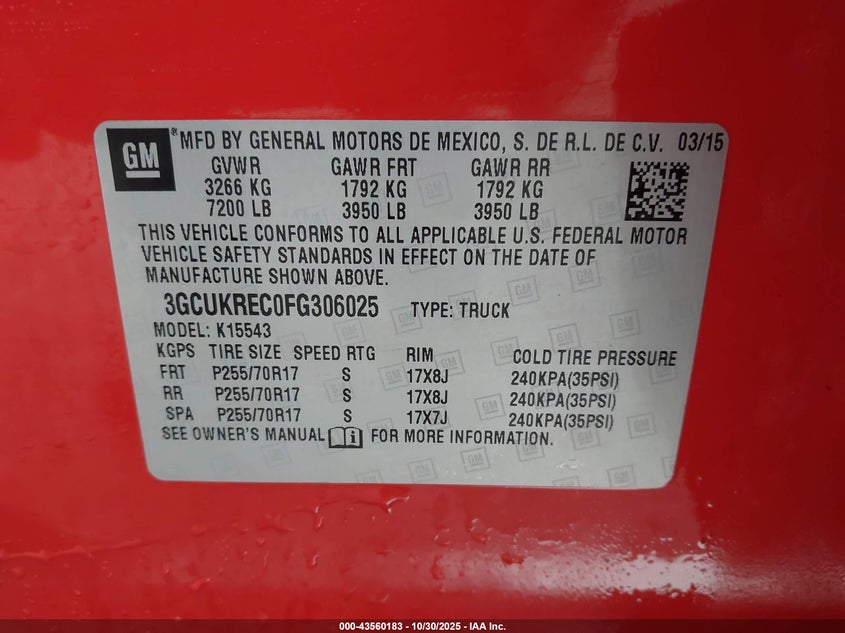 GM ® MFD BY GENERAL MOTORS DE MEXICO, S. DE R.L. DE C.V. 03/15
GVWR GAWR FRT GAWR RR
3266 KG 1792 KG 1792 KG
7200 LB 3950 LB 3950 LB
THIS VEHICLE CONFORMS TO ALL APPLICABLE U.S. FEDERAL MOTOR
VEHICLE SAFETY STANDARDS IN EFFECT ON THE DATE OF
MANUFACTURE SHOWN ABOVE.
3GCUKREC0FG306025 TYPE: TRUCK
MODEL: K15543
KGPS TIRE SIZE SPEED RTG RIM COLD TIRE PRESSURE
FRT P255/70R17 S 17X8J 240KPA(35PSI)
RR P255/70R17 S 17X8J 240KPA(35PSI)
SPA P255/70R17 S 17X7J 240KPA(35PSI)
SEE OWNER'S MANUAL i FOR MORE INFORMATION.
000-43560183 - 10/30/2025 - IAA Inc.